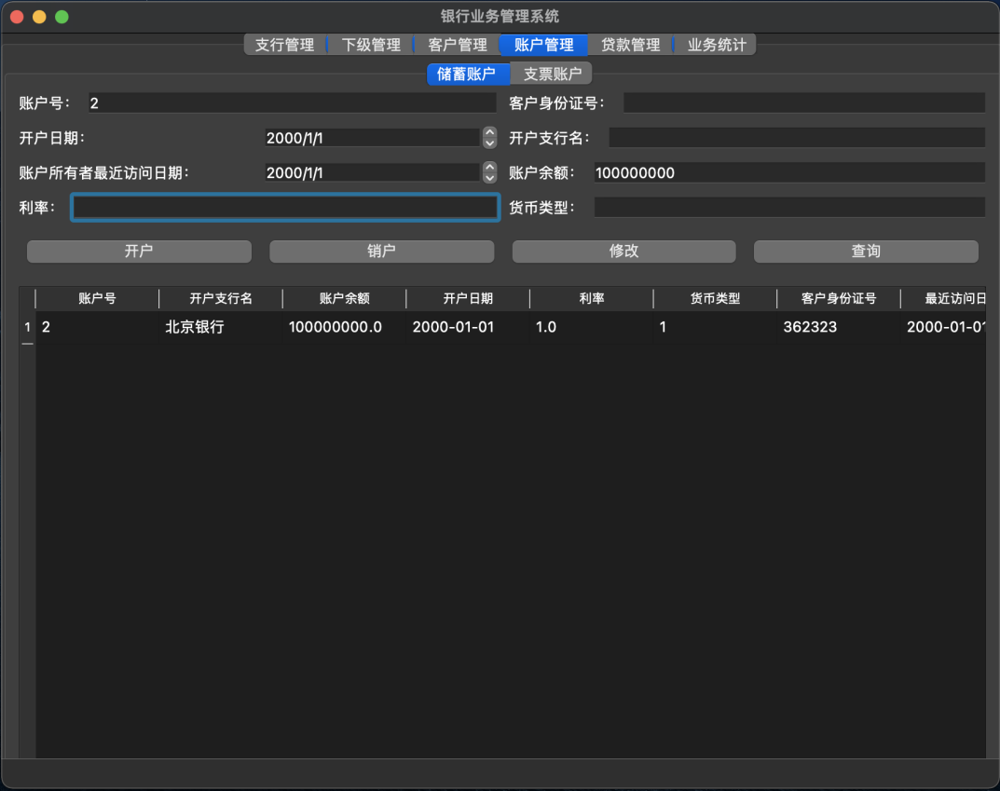 银行业务管理系统
支行管理 下级管理 客户管理 账户管理 贷款管理 业务统计
储蓄账户 支票账户
账户号： 2 客户身份证号：
开户日期： 2000/1/1 开户支行名：
账户所有者最近访问日期： 2000/1/1 账户余额： 100000000
利率： 货币类型：
开户 销户 修改 查询
账户号 开户支行名 账户余额 开户日期 利率 货币类型 客户身份证号 最近访问日
1 2 北京银行 100000000.0 2000-01-01 1.0 1 362323 2000-01-01